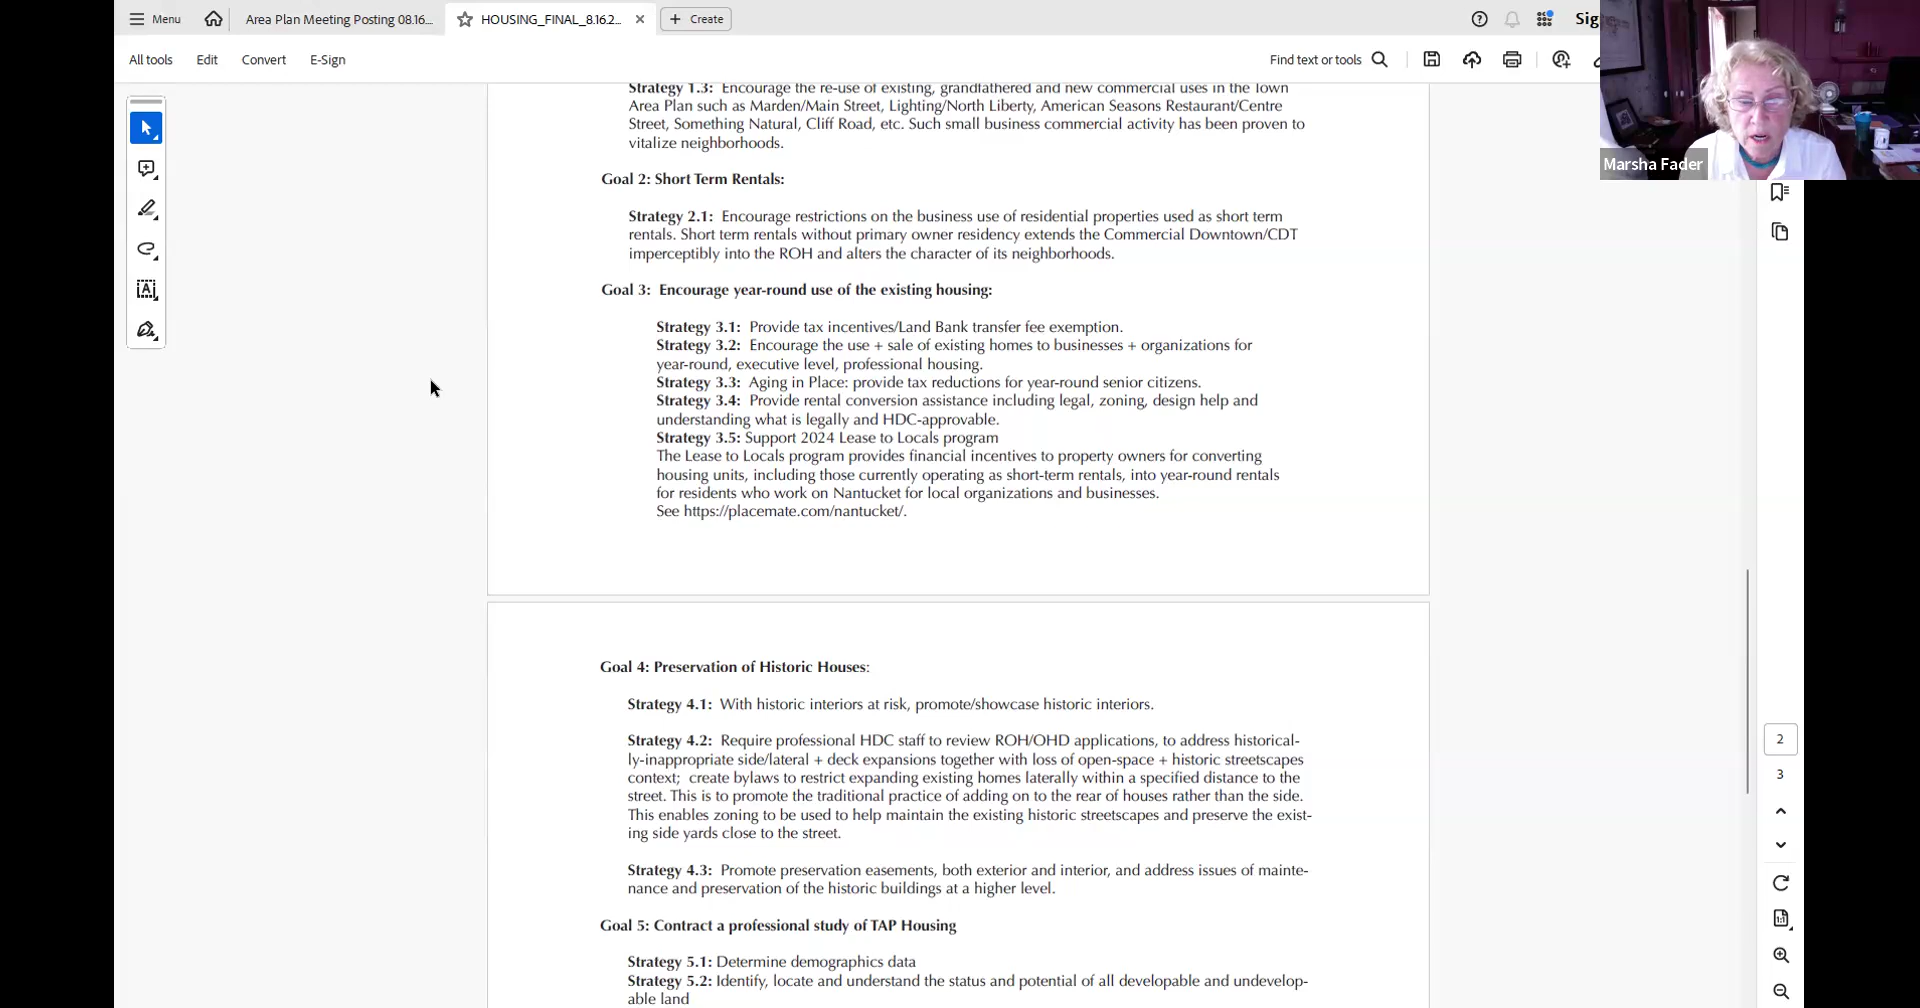 Menu
Area Plan Meeting Posting 08.16...
HOUSING_FINAL_8.16.2...
Create
All tools
Edit
Convert
E-Sign
Find text or tools
Marsha Fader
Strategy 1.3: Encourage the re-use of existing, grandfathered and new commercial uses in the Town
Area Plan such as Marden/Main Street, Lighting/North Liberty, American Seasons Restaurant/Centre
Street, Something Natural, Cliff Road, etc. Such small business commercial activity has been proven to
vitalize neighborhoods.
Goal 2: Short Term Rentals:
Strategy 2.1: Encourage restrictions on the business use of residential properties used as short term
rentals. Short term rentals without primary owner residency extends the Commercial Downtown/CDT
imperceptibly into the ROH and alters the character of its neighborhoods.
Goal 3: Encourage year-round use of the existing housing:
Strategy 3.1: Provide tax incentives/Land Bank transfer fee exemption.
Strategy 3.2: Encourage the use + sale of existing homes to businesses + organizations for
year-round, executive level, professional housing.
Strategy 3.3: Aging in Place: provide tax reductions for year-round senior citizens.
Strategy 3.4: Provide rental conversion assistance including legal, zoning, design help and
understanding what is legally and HDC-approvable.
Strategy 3.5: Support 2024 Lease to Locals program
The Lease to Locals program provides financial incentives to property owners for converting
housing units, including those currently operating as short-term rentals, into year-round rentals
for residents who work on Nantucket for local organizations and businesses.
See https://placemate.com/nantucket/.
Goal 4: Preservation of Historic Houses:
Strategy 4.1: With historic interiors at risk, promote/showcase historic interiors.
Strategy 4.2: Require professional HDC staff to review ROH/OHD applications, to address historical-
ly-inappropriate side/lateral + deck expansions together with loss of open-space + historic streetscapes
context; create bylaws to restrict expanding existing homes laterally within a specified distance to the
street. This is to promote the traditional practice of adding on to the rear of houses rather than the side.
This enables zoning to be used to help maintain the existing historic streetscapes and preserve the exist-
ing side yards close to the street.
Strategy 4.3: Promote preservation easements, both exterior and interior, and address issues of mainte-
nance and preservation of the historic buildings at a higher level.
Goal 5: Contract a professional study of TAP Housing
Strategy 5.1: Determine demographics data
Strategy 5.2: Identify, locate and understand the status and potential of all developable and undevelop-
able land
2
3